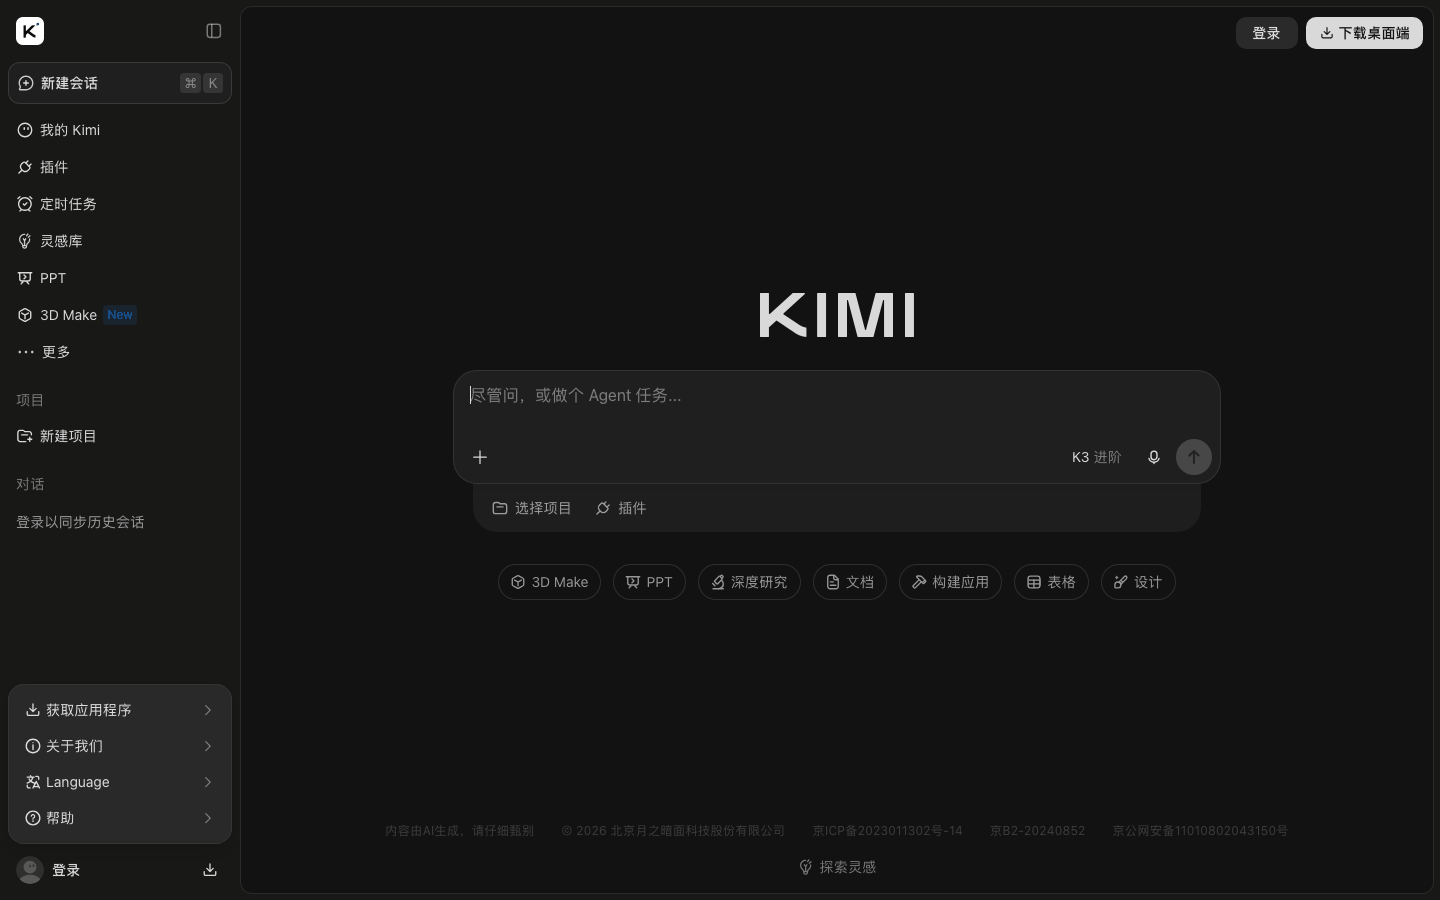 登录
下载桌面端
新建会话 ⌘ K
我的 Kimi
插件
定时任务
灵感库
PPT
3D Make New
更多
项目
新建项目
对话
登录以同步历史会话
获取应用程序
关于我们
Language
帮助
登录
KIMI
尽管问，或做个 Agent 任务...
K3 进阶
选择项目 插件
3D Make PPT 深度研究 文档 构建应用 表格 设计
内容由AI生成，请仔细甄别 © 2026 北京月之暗面科技股份有限公司 京ICP备2023011302号-14 京B2-20240852 京公网安备11010802043150号
探索灵感